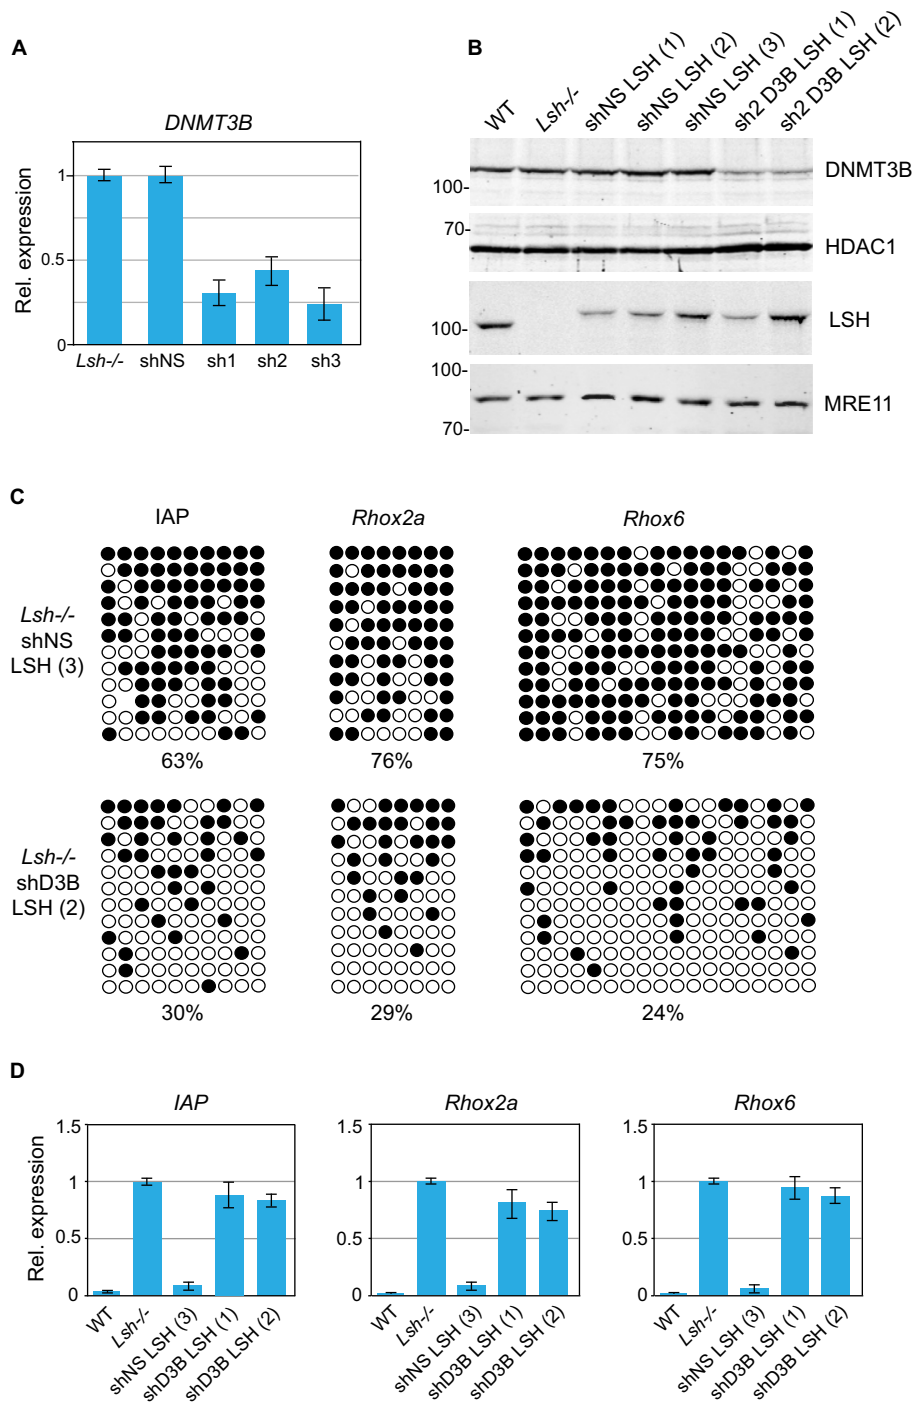 A
DNMT3B
Rel. expression
1
0.5
0
Lsh-/- shNS sh1 sh2 sh3
B
WT
Lsh-/-
shNS LSH (1)
shNS LSH (2)
shNS LSH (3)
sh2 D3B LSH (1)
sh2 D3B LSH (2)
100-
DNMT3B
70-
HDAC1
100-
LSH
100-
70-
MRE11
C
IAP Rhox2a Rhox6
Lsh-/-
shNS
LSH (3)
63% 76% 75%
Lsh-/-
shD3B
LSH (2)
30% 29% 24%
D
IAP
Rel. expression
1.5
1
0.5
0
WT
Lsh-/-
shNS LSH (3)
shD3B LSH (1)
shD3B LSH (2)
Rhox2a
1.5
1
0.5
0
WT
Lsh-/-
shNS LSH (3)
shD3B LSH (1)
shD3B LSH (2)
Rhox6
1.5
1
0.5
0
WT
Lsh-/-
shNS LSH (3)
shD3B LSH (1)
shD3B LSH (2)